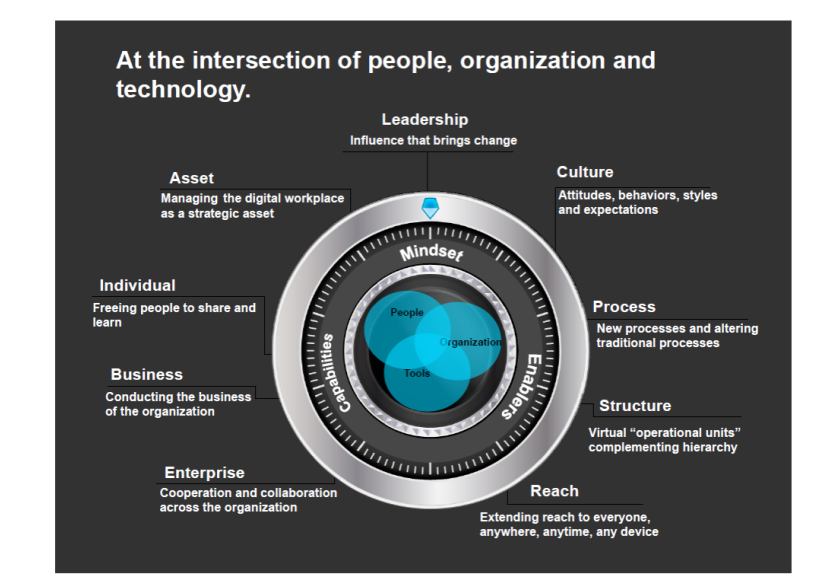 At the intersection of people, organization and
technology.
Leadership
Influence that brings change
Asset
Managing the digital workplace
as a strategic asset
Culture
Attitudes, behaviors, styles
and expectations
Mindset
Individual
Freeing people to share and
learn
People
Process
New processes and altering
traditional processes
Organization
Capabilities
Tools
Enablers
Business
Conducting the business
of the organization
Structure
Virtual “operational units”
complementing hierarchy
Enterprise
Cooperation and collaboration
across the organization
Reach
Extending reach to everyone,
anywhere, anytime, any device